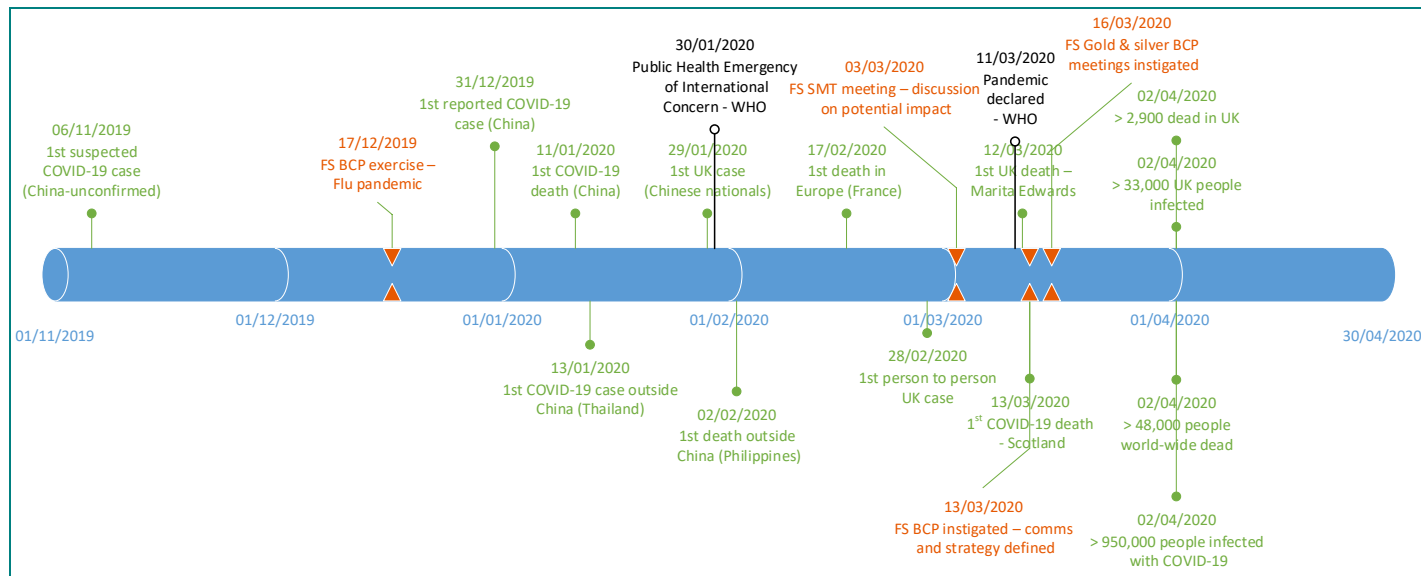 16/03/2020
FS Gold & silver BCP
meetings instigated
30/01/2020
Public Health Emergency
of International
Concern - WHO
11/03/2020
Pandemic
declared
- WHO
03/03/2020
FS SMT meeting – discussion
on potential impact
31/12/2019
1st reported COVID-19
case (China)
02/04/2020
> 2,900 dead in UK
06/11/2019
1st suspected
COVID-19 case
(China-unconfirmed)
17/12/2019
FS BCP exercise –
Flu pandemic
11/01/2020
1st COVID-19
death (China)
29/01/2020
1st UK case
(Chinese nationals)
17/02/2020
1st death in
Europe (France)
12/03/2020
1st UK death –
Marita Edwards
02/04/2020
> 33,000 UK people
infected
01/11/2019
01/12/2019
01/01/2020
01/02/2020
01/03/2020
01/04/2020
30/04/2020
13/01/2020
1st COVID-19 case outside
China (Thailand)
02/02/2020
1st death outside
China (Philippines)
28/02/2020
1st person to person
UK case
13/03/2020
1st COVID-19 death
- Scotland
02/04/2020
> 48,000 people
world-wide dead
13/03/2020
FS BCP instigated – comms
and strategy defined
02/04/2020
> 950,000 people infected
with COVID-19